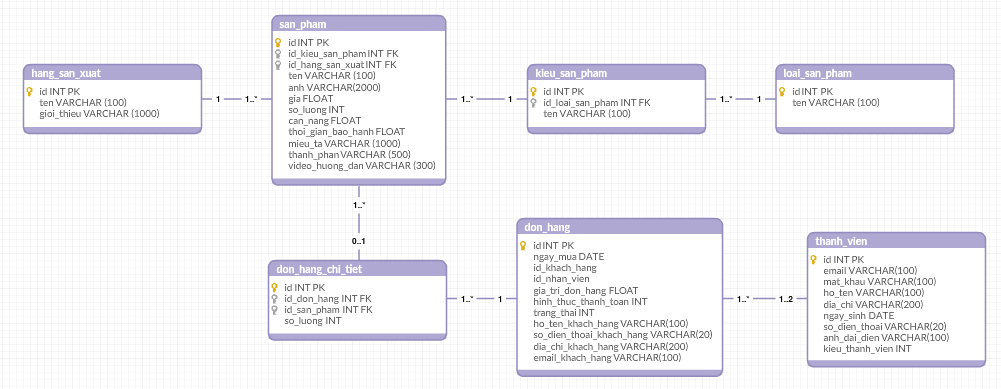 san_pham
id INT PK
id_kieu_san_pham INT FK
id_hang_san_xuat INT FK
ten VARCHAR (100)
anh VARCHAR(2000)
gia FLOAT
so_luong INT
can_nang FLOAT
thoi_gian_bao_hanh FLOAT
mieu_ta VARCHAR (1000)
thanh_phan VARCHAR (500)
video_huong_dan VARCHAR (300)
hang_san_xuat
id INT PK
ten VARCHAR (100)
gioi_thieu VARCHAR (1000)
1 1..*
1..* 1
kieu_san_pham
id INT PK
id_loai_san_pham INT FK
ten VARCHAR (100)
1..* 1
loai_san_pham
id INT PK
ten VARCHAR (100)
1..*
0..1
don_hang_chi_tiet
id INT PK
id_don_hang INT FK
id_san_pham INT FK
so_luong INT
1..* 1
don_hang
id INT PK
ngay_mua DATE
id_khach_hang
id_nhan_vien
gia_tri_don_hang FLOAT
hinh_thuc_thanh_toan INT
trang_thai INT
ho_ten_khach_hang VARCHAR(100)
so_dien_thoai_khach_hang VARCHAR(20)
dia_chi_khach_hang VARCHAR(200)
email_khach_hang VARCHAR(100)
1..* 1..2
thanh_vien
id INT PK
email VARCHAR(100)
mat_khau VARCHAR(100)
ho_ten VARCHAR(100)
dia_chi VARCHAR(200)
ngay_sinh DATE
so_dien_thoai VARCHAR(20)
anh_dai_dien VARCHAR(100)
kieu_thanh_vien INT